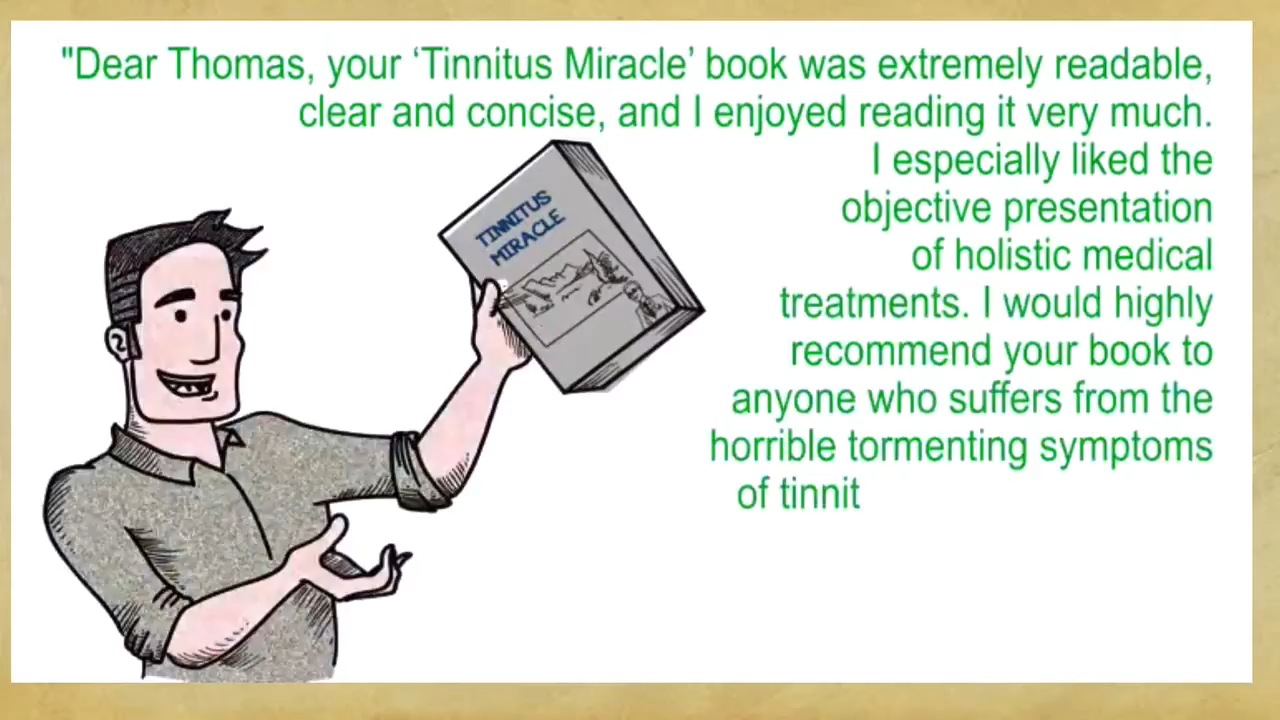 "Dear Thomas, your ‘Tinnitus Miracle’ book was extremely readable,
clear and concise, and I enjoyed reading it very much.
I especially liked the
objective presentation
of holistic medical
treatments. I would highly
recommend your book to
anyone who suffers from the
horrible tormenting symptoms
of tinnit
TINNITUS
MIRACLE